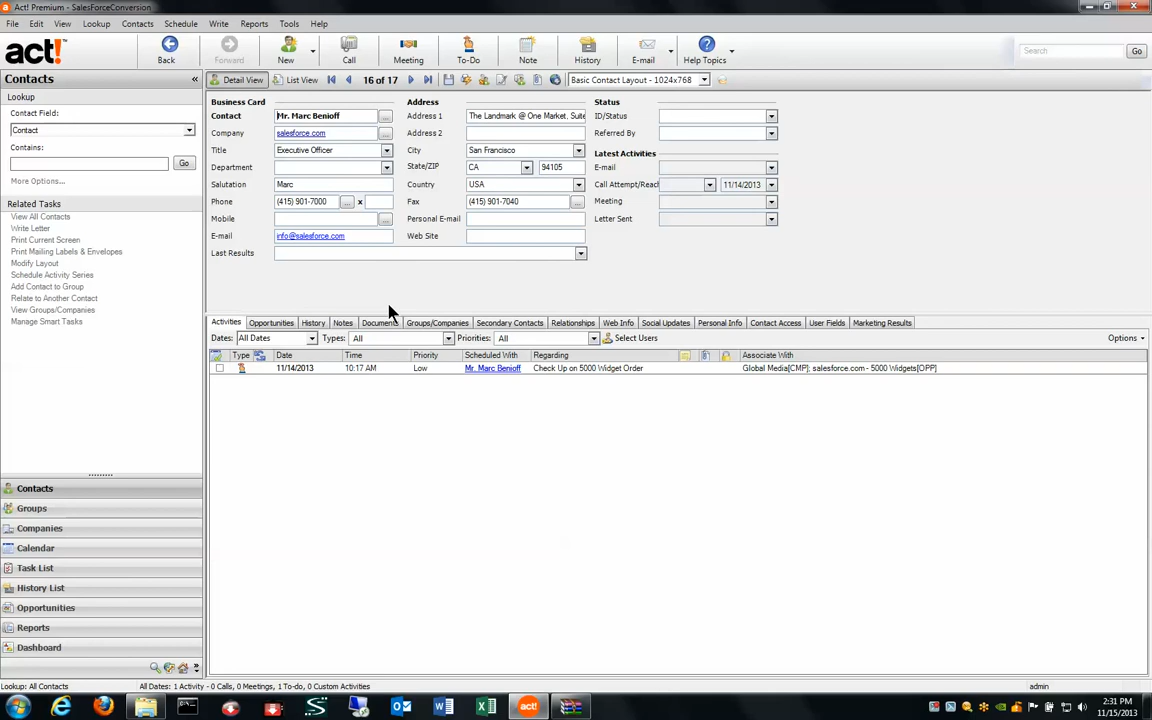 Act! Premium - SalesForceConversion
File Edit View Lookup Contacts Schedule Write Reports Tools Help
act!
Back Forward New Call Meeting To-Do Note History E-mail Help Topics
Search Go
Contacts «
Detail View List View 16 of 17 Basic Contact Layout - 1024x768
Lookup
Contact Field:
Contact
Contains:
Go
More Options...
Related Tasks
View All Contacts
Write Letter
Print Current Screen
Print Mailing Labels & Envelopes
Modify Layout
Schedule Activity Series
Add Contact to Group
Relate to Another Contact
View Groups/Companies
Manage Smart Tasks
Contacts
Groups
Companies
Calendar
Task List
History List
Opportunities
Reports
Dashboard
Business Card Address Status
Contact Mr. Marc Benioff Address 1 The Landmark @ One Market, Suite ID/Status
Company salesforce.com Address 2 Referred By
Title Executive Officer City San Francisco Latest Activities
Department State/ZIP CA 94105 E-mail
Salutation Marc Country USA Call Attempt/Reach 11/14/2013
Phone (415) 901-7000 x Fax (415) 901-7040 Meeting
Mobile Personal E-mail Letter Sent
E-mail info@salesforce.com Web Site
Last Results
Activities Opportunities History Notes Documents Groups/Companies Secondary Contacts Relationships Web Info Social Updates Personal Info Contact Access User Fields Marketing Results
Dates: All Dates Types: All Priorities: All Select Users Options
Type Date Time Priority Scheduled With Regarding Associate With
11/14/2013 10:17 AM Low Mr. Marc Benioff Check Up on 5000 Widget Order Global Media[CMP]; salesforce.com - 5000 Widgets[OPP]
Lookup: All Contacts All Dates: 1 Activity - 0 Calls, 0 Meetings, 1 To-do, 0 Custom Activities admin
act!
2:31 PM
11/15/2013